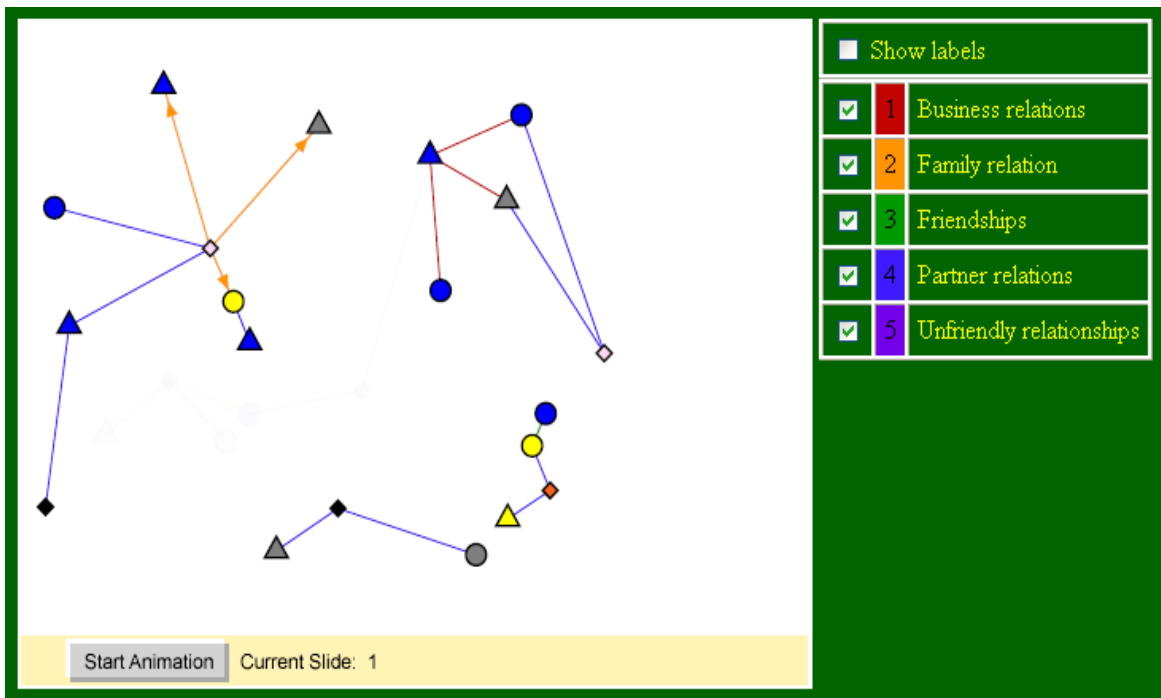 Show labels
1 Business relations
2 Family relation
3 Friendships
4 Partner relations
5 Unfriendly relationships
Start Animation Current Slide: 1